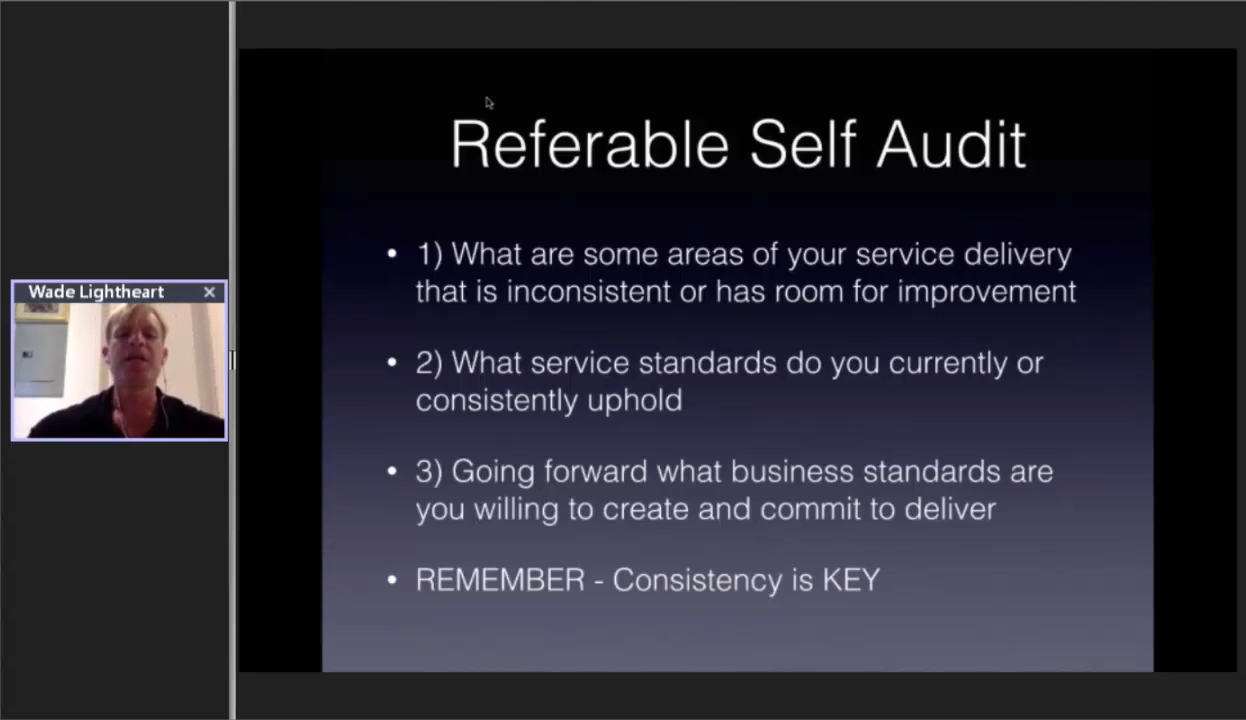 Wade Lightheart
Referable Self Audit
• 1) What are some areas of your service delivery
that is inconsistent or has room for improvement
• 2) What service standards do you currently or
consistently uphold
• 3) Going forward what business standards are
you willing to create and commit to deliver
• REMEMBER - Consistency is KEY